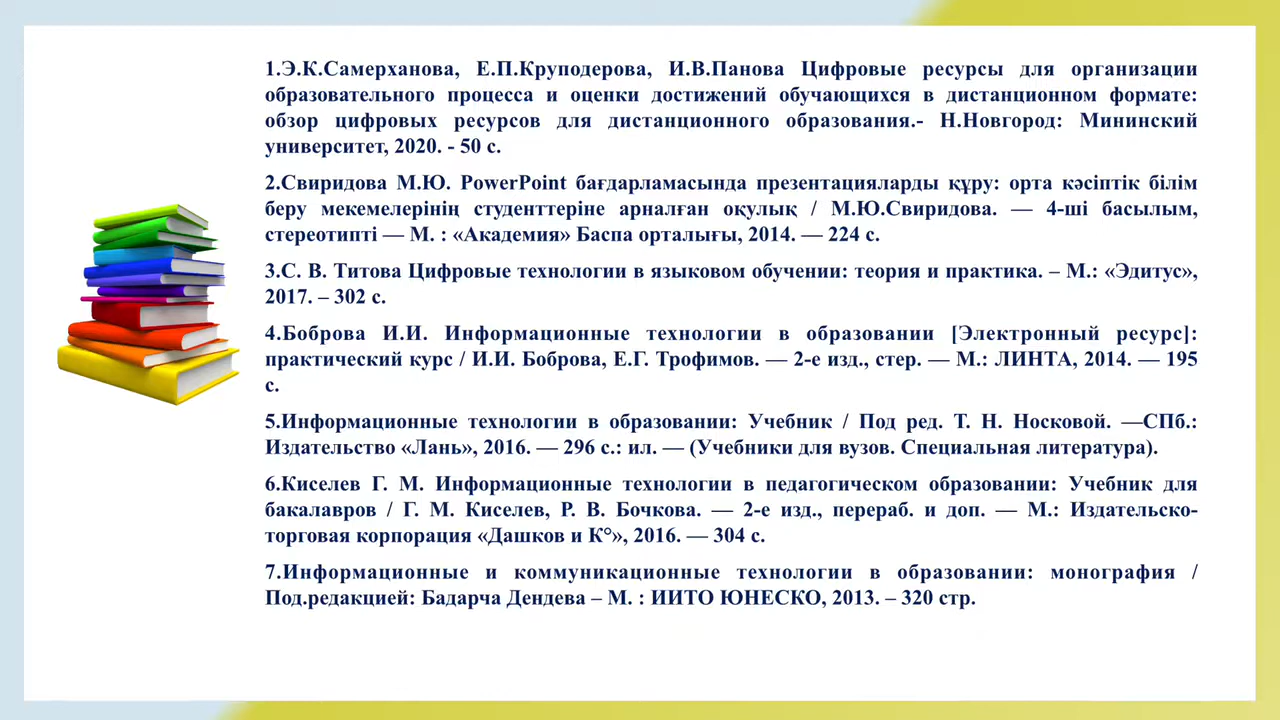 1.Э.К.Самерханова, Е.П.Круподерова, И.В.Панова Цифровые ресурсы для организации
образовательного процесса и оценки достижений обучающихся в дистанционном формате:
обзор цифровых ресурсов для дистанционного образования.- Н.Новгород: Мининский
университет, 2020. - 50 с.
2.Свиридова М.Ю. PowerPoint бағдарламасында презентацияларды құру: орта кәсіптік білім
беру мекемелерінің студенттеріне арналған оқулық / М.Ю.Свиридова. — 4-ші басылым,
стереотипті — М. : «Академия» Баспа орталығы, 2014. — 224 с.
3.С. В. Титова Цифровые технологии в языковом обучении: теория и практика. – М.: «Эдитус»,
2017. – 302 с.
4.Боброва И.И. Информационные технологии в образовании [Электронный ресурс]:
практический курс / И.И. Боброва, Е.Г. Трофимов. — 2-е изд., стер. — М.: ЛИНТА, 2014. — 195
с.
5.Информационные технологии в образовании: Учебник / Под ред. Т. Н. Носковой. —СПб.:
Издательство «Лань», 2016. — 296 с.: ил. — (Учебники для вузов. Специальная литература).
6.Киселев Г. М. Информационные технологии в педагогическом образовании: Учебник для
бакалавров / Г. М. Киселев, Р. В. Бочкова. — 2-е изд., перераб. и доп. — М.: Издательско-
торговая корпорация «Дашков и К°», 2016. — 304 с.
7.Информационные и коммуникационные технологии в образовании: монография /
Под.редакцией: Бадарча Дендева – М. : ИИТО ЮНЕСКО, 2013. – 320 стр.